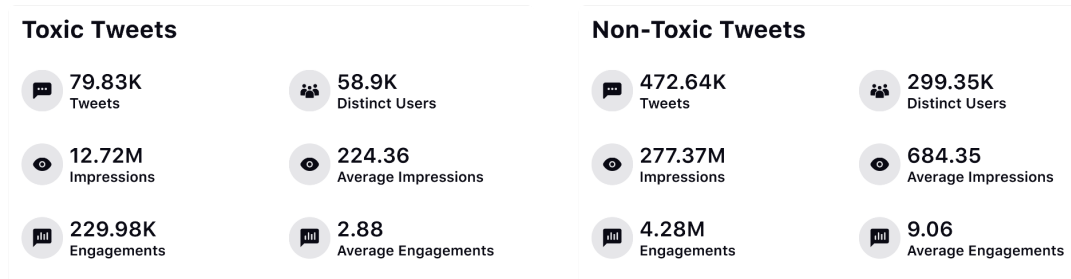 Toxic Tweets
79.83K
Tweets
58.9K
Distinct Users
12.72M
Impressions
224.36
Average Impressions
229.98K
Engagements
2.88
Average Engagements
Non-Toxic Tweets
472.64K
Tweets
299.35K
Distinct Users
277.37M
Impressions
684.35
Average Impressions
4.28M
Engagements
9.06
Average Engagements